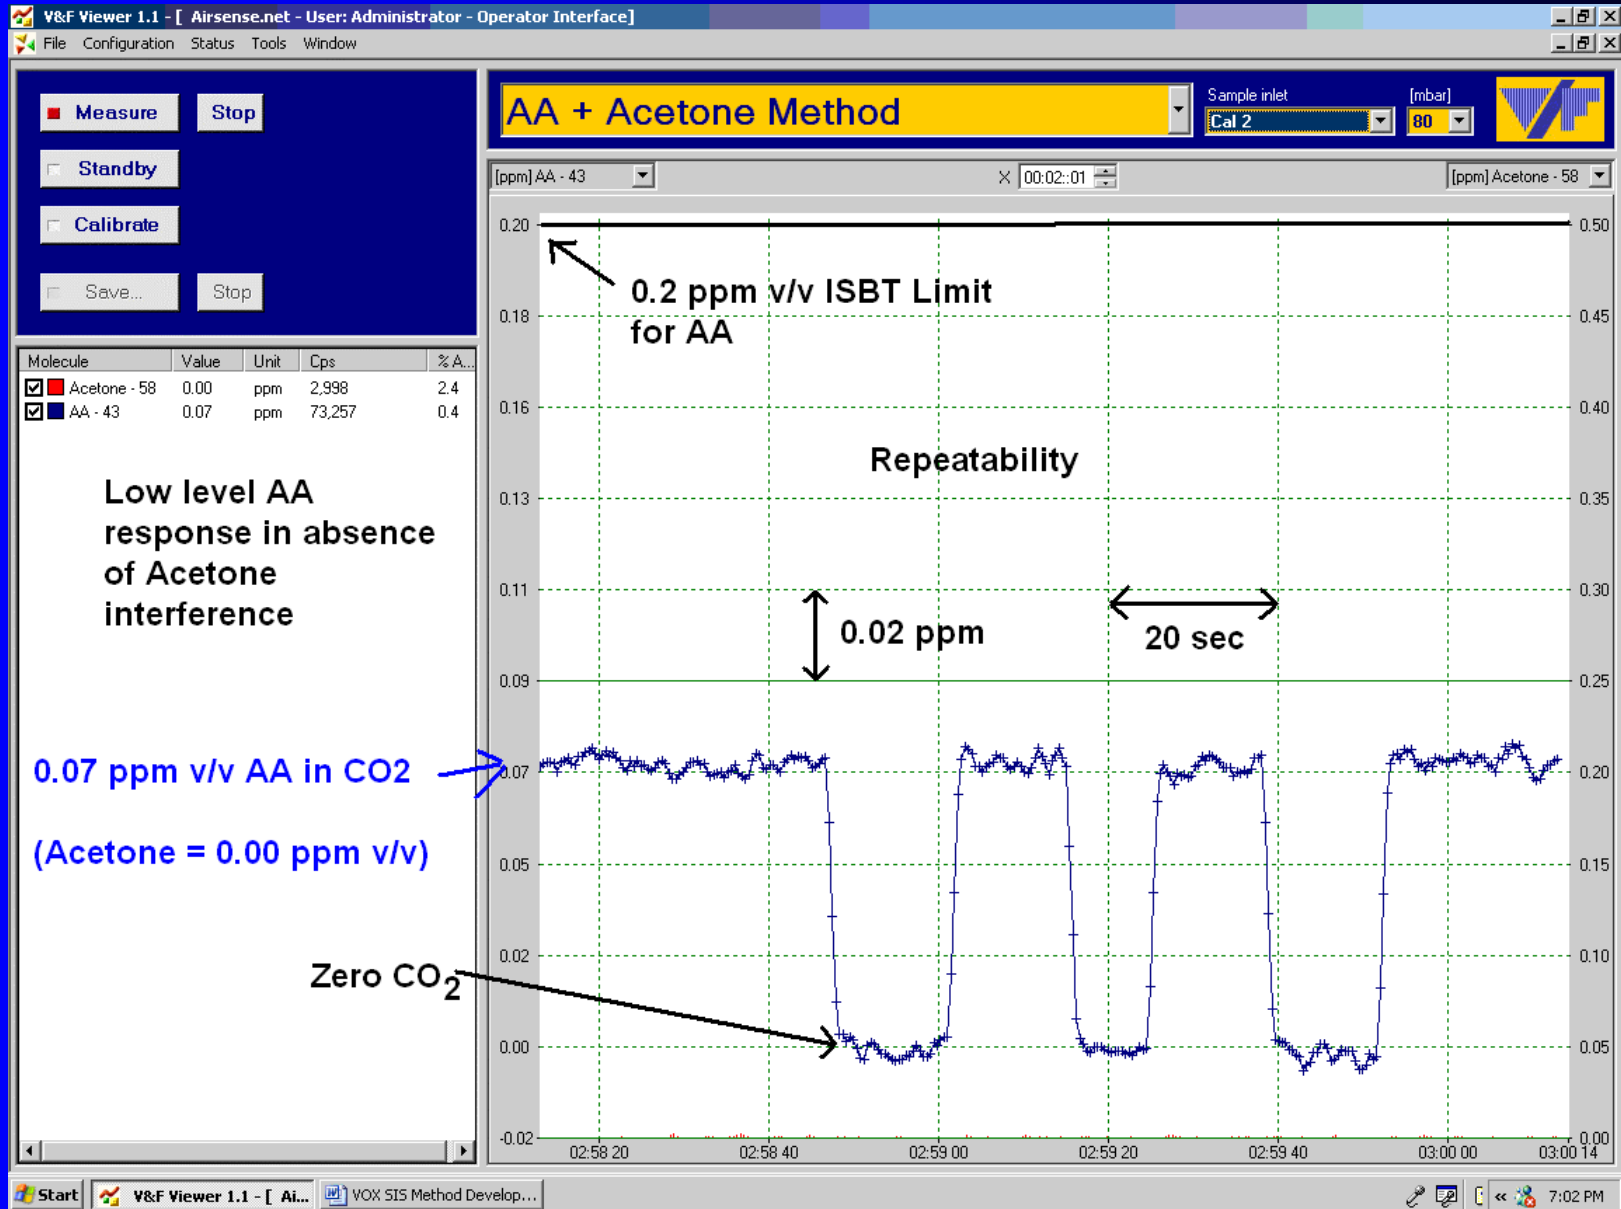 V&F Viewer 1.1 - [ Airsense.net - User: Administrator - Operator Interface]
File Configuration Status Tools Window
Measure Stop
Standby
Calibrate
Save... Stop
AA + Acetone Method
Sample inlet
Cal 2
[mbar]
80
[ppm] AA - 43
X 00:02::01
[ppm] Acetone - 58
Molecule Value Unit Cps % A...
Acetone - 58 0.00 ppm 2,998 2.4
AA - 43 0.07 ppm 73,257 0.4
Low level AA
response in absence
of Acetone
interference
0.07 ppm v/v AA in CO2
(Acetone = 0.00 ppm v/v)
Zero CO2
0.20
0.18
0.16
0.13
0.11
0.09
0.07
0.05
0.02
0.00
-0.02
0.2 ppm v/v ISBT Limit
for AA
Repeatability
0.02 ppm
20 sec
0.50
0.45
0.40
0.35
0.30
0.25
0.20
0.15
0.10
0.05
0.00
02:58 20 02:58 40 02:59 00 02:59 20 02:59 40 03:00 00 03:00 14
Start V&F Viewer 1.1 - [ Ai... VOX SIS Method Develop... « 7:02 PM